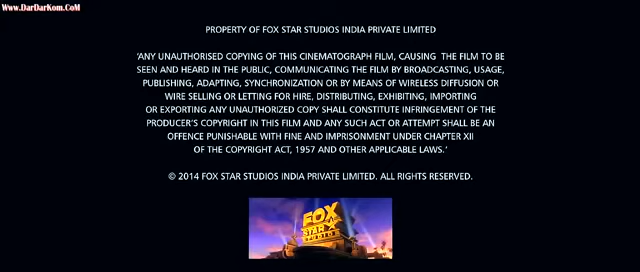 www.DarDarKom.CoM
PROPERTY OF FOX STAR STUDIOS INDIA PRIVATE LIMITED
'ANY UNAUTHORISED COPYING OF THIS CINEMATOGRAPH FILM, CAUSING THE FILM TO BE
SEEN AND HEARD IN THE PUBLIC, COMMUNICATING THE FILM BY BROADCASTING, USAGE,
PUBLISHING, ADAPTING, SYNCHRONIZATION OR BY MEANS OF WIRELESS DIFFUSION OR
WIRE SELLING OR LETTING FOR HIRE, DISTRIBUTING, EXHIBITING, IMPORTING
OR EXPORTING ANY UNAUTHORIZED COPY SHALL CONSTITUTE INFRINGEMENT OF THE
PRODUCER'S COPYRIGHT IN THIS FILM AND ANY SUCH ACT OR ATTEMPT SHALL BE AN
OFFENCE PUNISHABLE WITH FINE AND IMPRISONMENT UNDER CHAPTER XII
OF THE COPYRIGHT ACT, 1957 AND OTHER APPLICABLE LAWS.'
© 2014 FOX STAR STUDIOS INDIA PRIVATE LIMITED. ALL RIGHTS RESERVED.
FOX
STAR
STUDIOS